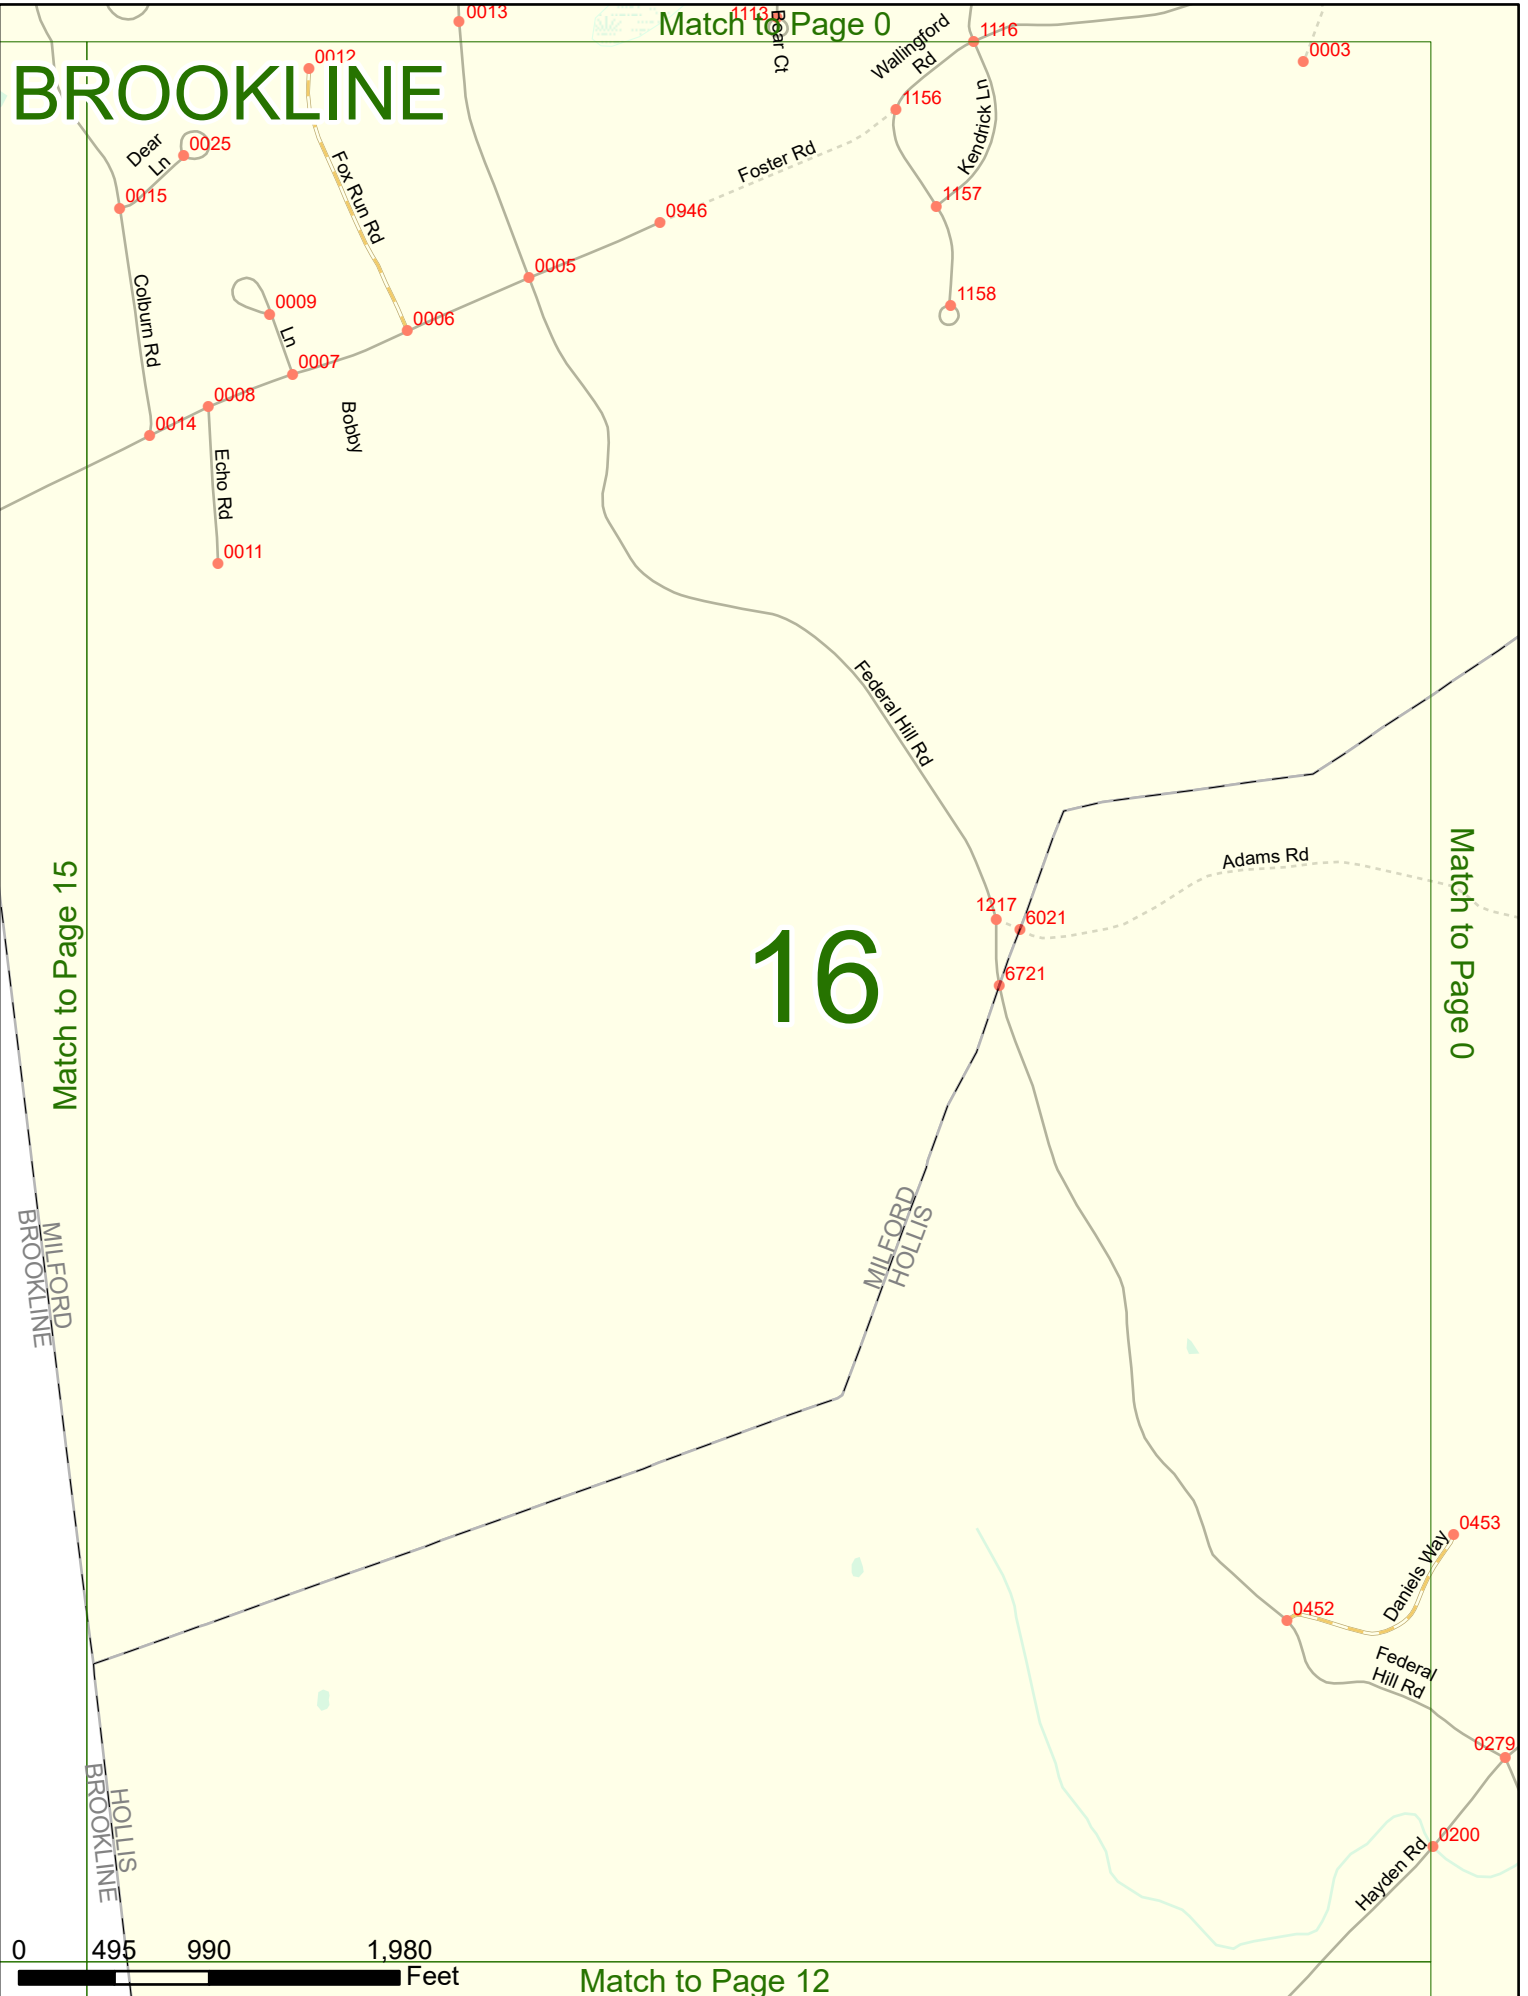 0013
1113
Match to Page 0
Bear Ct
Wallingford
Rd
1116
0003
0012
BROOKLINE
1156
Kendrick Ln
Dear
Ln
0025
Fox Run Rd
Foster Rd
0015
0946
1157
0005
Colburn Rd
0009
Ln
0006
1158
0007
0008
Bobby
0014
Echo Rd
0011
Federal Hill Rd
Adams Rd
Match to Page 15
Match to Page 0
1217
6021
16
6721
MILFORD
BROOKLINE
MILFORD
HOLLIS
0453
Daniels Way
0452
Federal
Hill Rd
0279
HOLLIS
BROOKLINE
0200
Hayden Rd
0 495 990 1,980
Feet
Match to Page 12